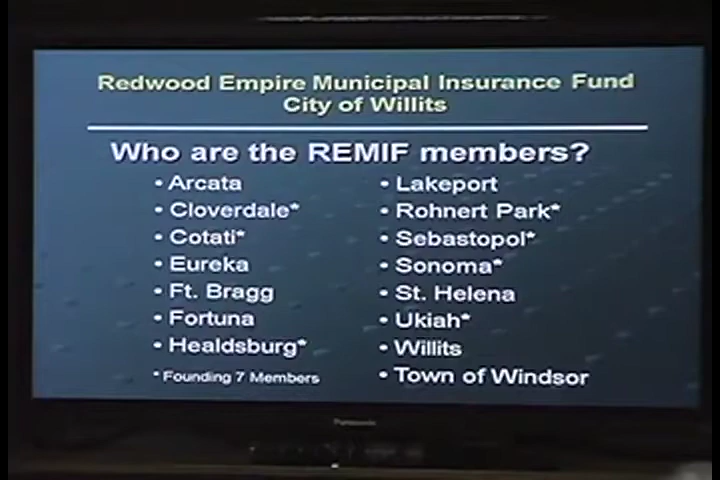 Redwood Empire Municipal Insurance Fund
City of Willits
Who are the REMIF members?
• Arcata
• Cloverdale*
• Cotati*
• Eureka
• Ft. Bragg
• Fortuna
• Healdsburg*
* Founding 7 Members
• Lakeport
• Rohnert Park*
• Sebastopol*
• Sonoma*
• St. Helena
• Ukiah*
• Willits
• Town of Windsor
Panasonic